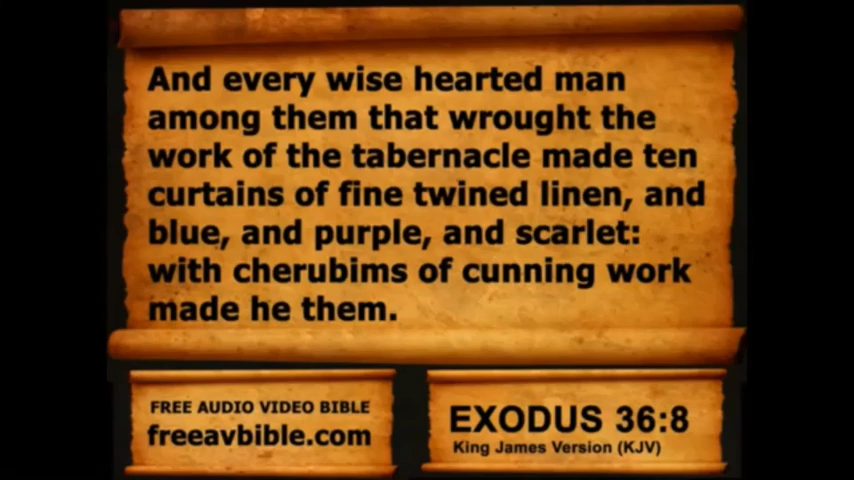 And every wise hearted man
among them that wrought the
work of the tabernacle made ten
curtains of fine twined linen, and
blue, and purple, and scarlet:
with cherubims of cunning work
made he them.
FREE AUDIO VIDEO BIBLE
freeavbible.com
EXODUS 36:8
King James Version (KJV)